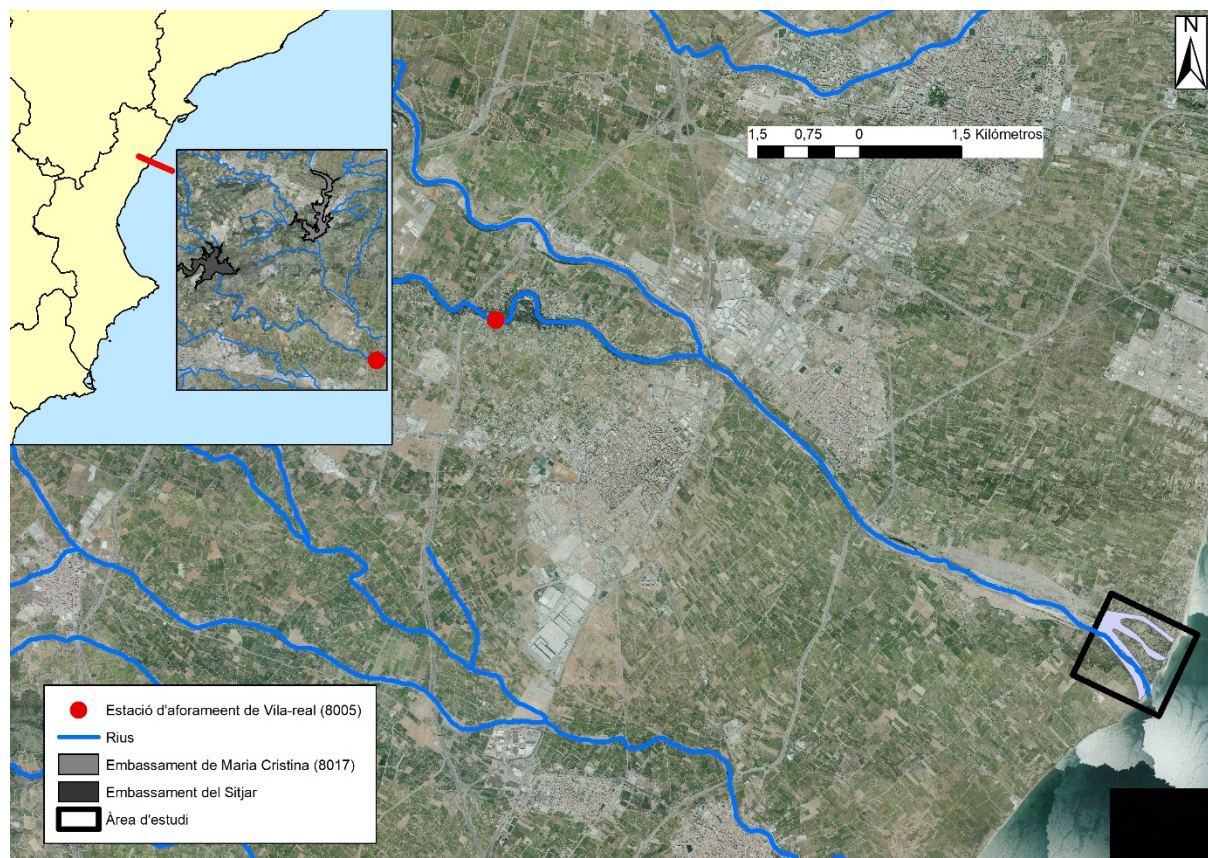 N
1,5 0,75 0 1,5 Kilómetros
Estació d'aforameent de Vila-real (8005)
Rius
Embassament de Maria Cristina (8017)
Embassament del Sitjar
Àrea d'estudi